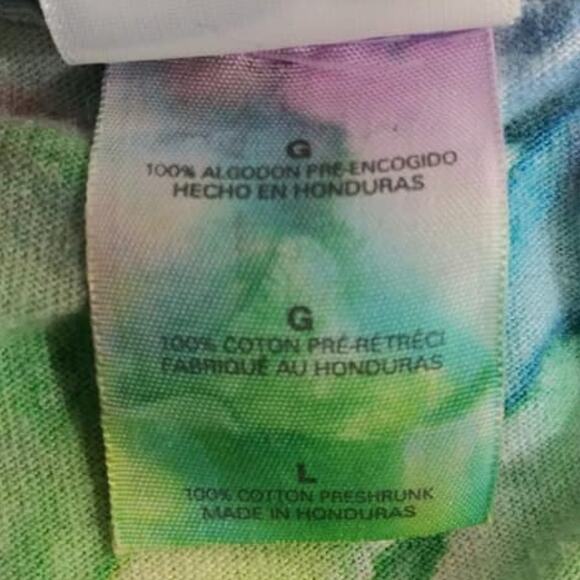 G
100% ALGODON PRE-ENCOGIDO
HECHO EN HONDURAS
G
100% COTON PRÉ-RÉTRÉCI
FABRIQUÉ AU HONDURAS
L
100% COTTON PRESHRUNK
MADE IN HONDURAS